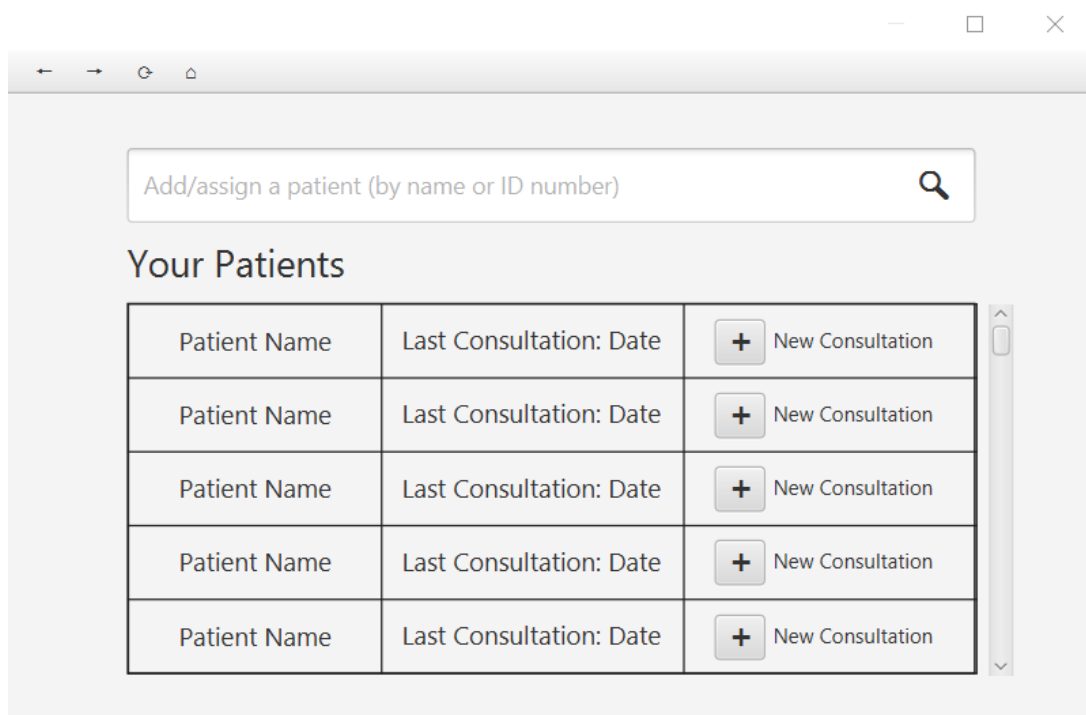 Add/assign a patient (by name or ID number)
Your Patients
Patient Name Last Consultation: Date + New Consultation
Patient Name Last Consultation: Date + New Consultation
Patient Name Last Consultation: Date + New Consultation
Patient Name Last Consultation: Date + New Consultation
Patient Name Last Consultation: Date + New Consultation